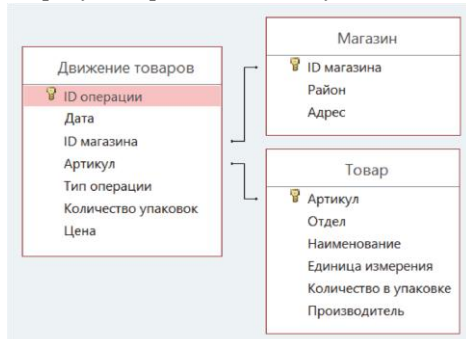 Движение товаров
ID операции
Дата
ID магазина
Артикул
Тип операции
Количество упаковок
Цена
Магазин
ID магазина
Район
Адрес
Товар
Артикул
Отдел
Наименование
Единица измерения
Количество в упаковке
Производитель